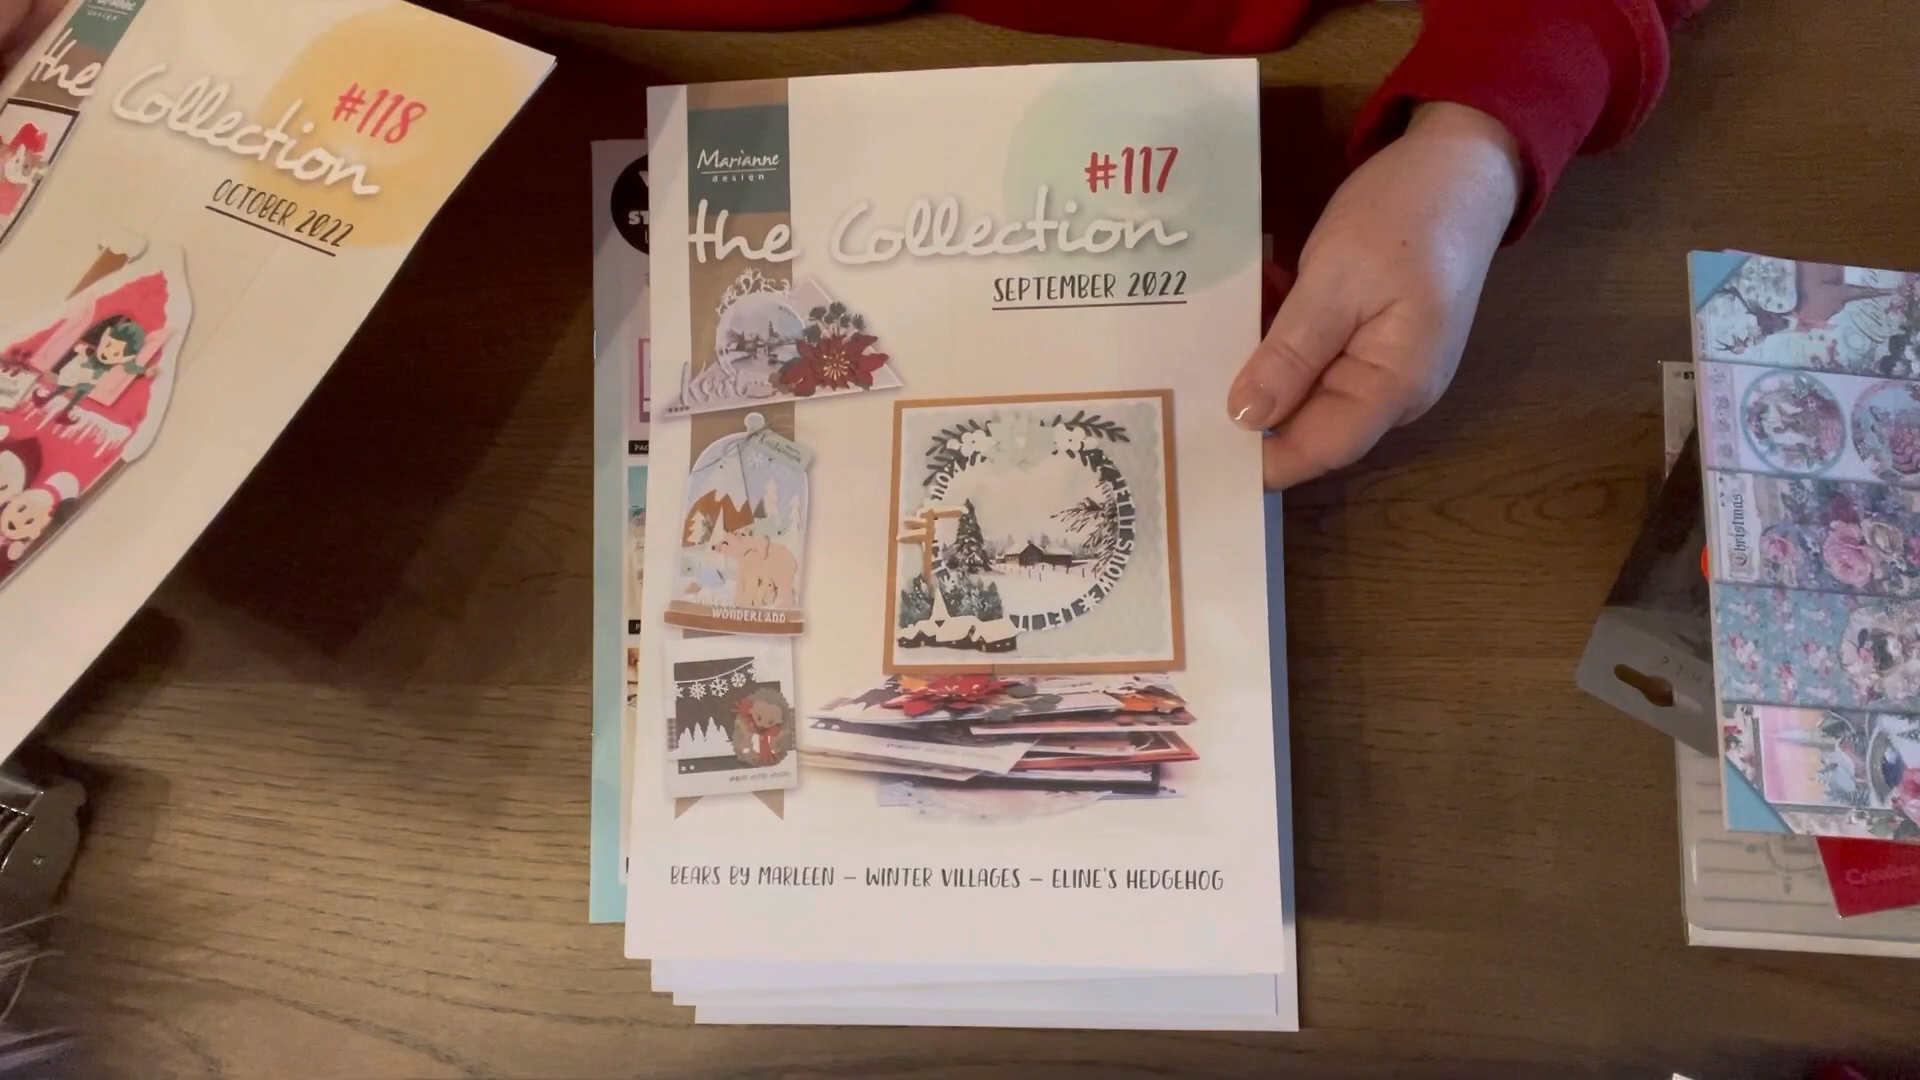 the Collection
#118
OCTOBER 2022
Marianne
design
#117
the Collection
SEPTEMBER 2022
WONDERLAND
BEARS BY MARLEEN – WINTER VILLAGES – ELINE'S HEDGEHOG
Christmas